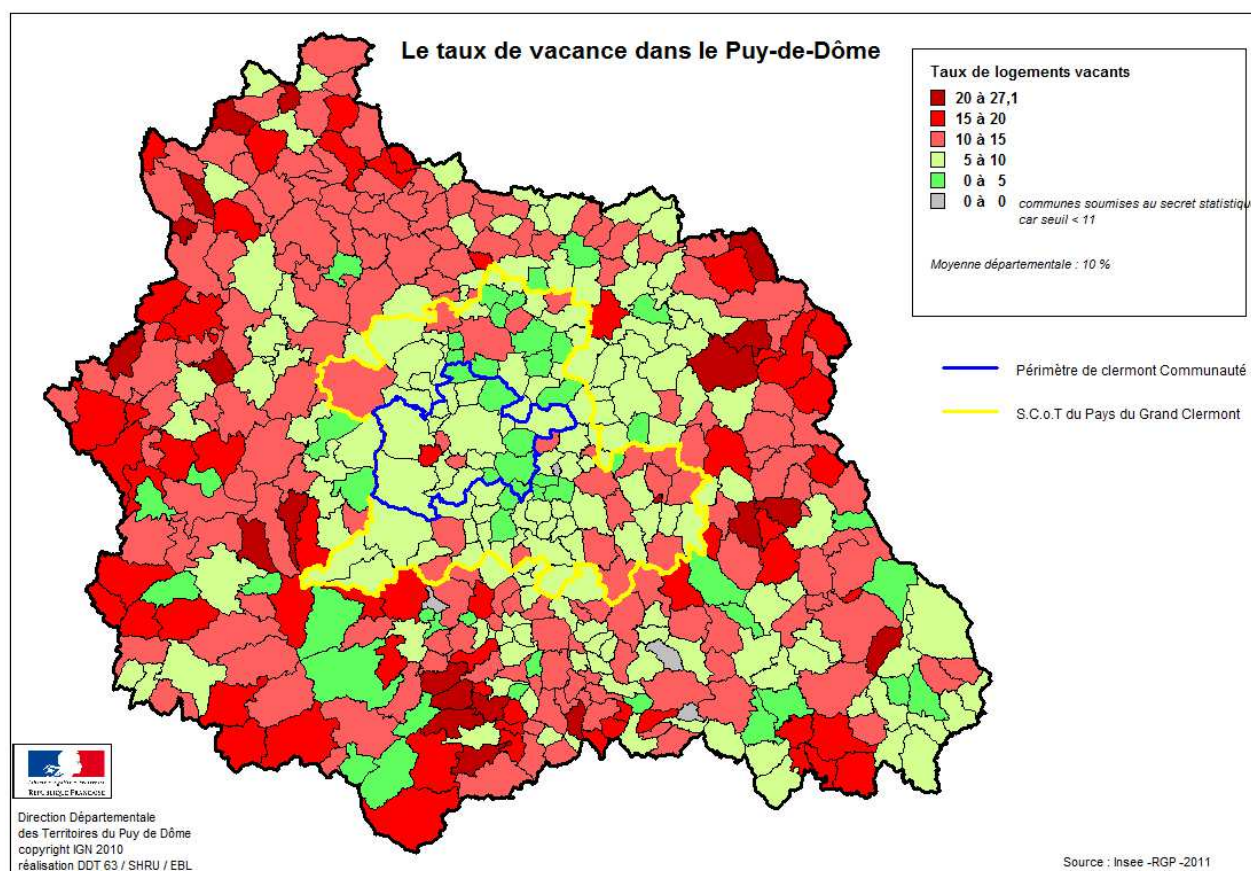 Le taux de vacance dans le Puy-de-Dôme
Taux de logements vacants
20 à 27,1
15 à 20
10 à 15
5 à 10
0 à 5
0 à 0 communes soumises au secret statistique
car seuil < 11
Moyenne départementale : 10 %
Périmètre de clermont Communauté
S.C.o.T du Pays du Grand Clermont
RÉPUBLIQUE FRANÇAISE
Direction Départementale
des Territoires du Puy de Dôme
copyright IGN 2010
réalisation DDT 63 / SHRU / EBL
Source : Insee -RGP -2011